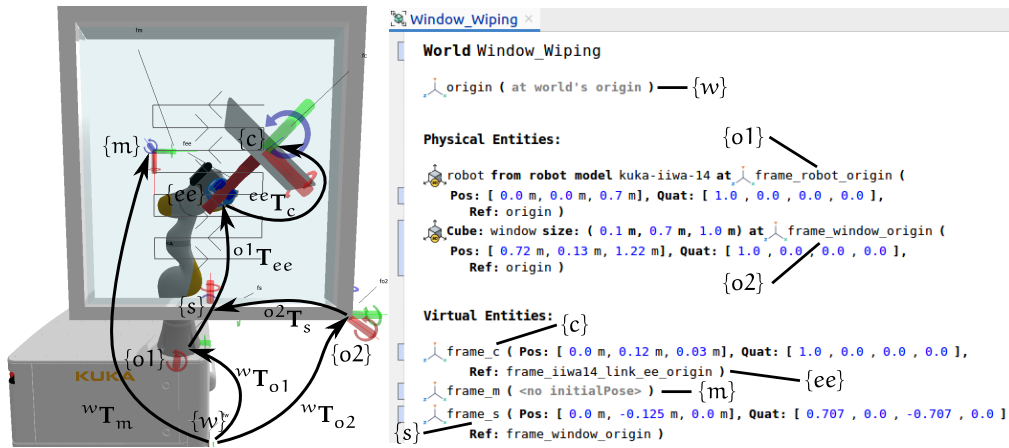 fm
fc
{m}
{c}
fee
{ee}
eeTc
o1Tee
{s}
fs
fo2
o2Ts
{o1}
{o2}
KUKA
wTo1
wTm
{w}
w
wTo2
Window_Wiping
World Window_Wiping
origin ( at world's origin ) {w}
Physical Entities:
{o1}
robot from robot model kuka-iiwa-14 at frame_robot_origin (
Pos: [ 0.0 m, 0.0 m, 0.7 m], Quat: [ 1.0 , 0.0 , 0.0 , 0.0 ],
Ref: origin )
Cube: window size: ( 0.1 m, 0.7 m, 1.0 m) at frame_window_origin (
Pos: [ 0.72 m, 0.13 m, 1.22 m], Quat: [ 1.0 , 0.0 , 0.0 , 0.0 ],
Ref: origin )
{o2}
Virtual Entities:
{c}
frame_c ( Pos: [ 0.0 m, 0.12 m, 0.03 m], Quat: [ 1.0 , 0.0 , 0.0 , 0.0 ],
Ref: frame_iiwa14_link_ee_origin ) {ee}
frame_m ( <no initialPose> ) {m}
frame_s ( Pos: [ 0.0 m, -0.125 m, 0.0 m], Quat: [ 0.707 , 0.0 , -0.707 , 0.0 ]
{s}
Ref: frame_window_origin )